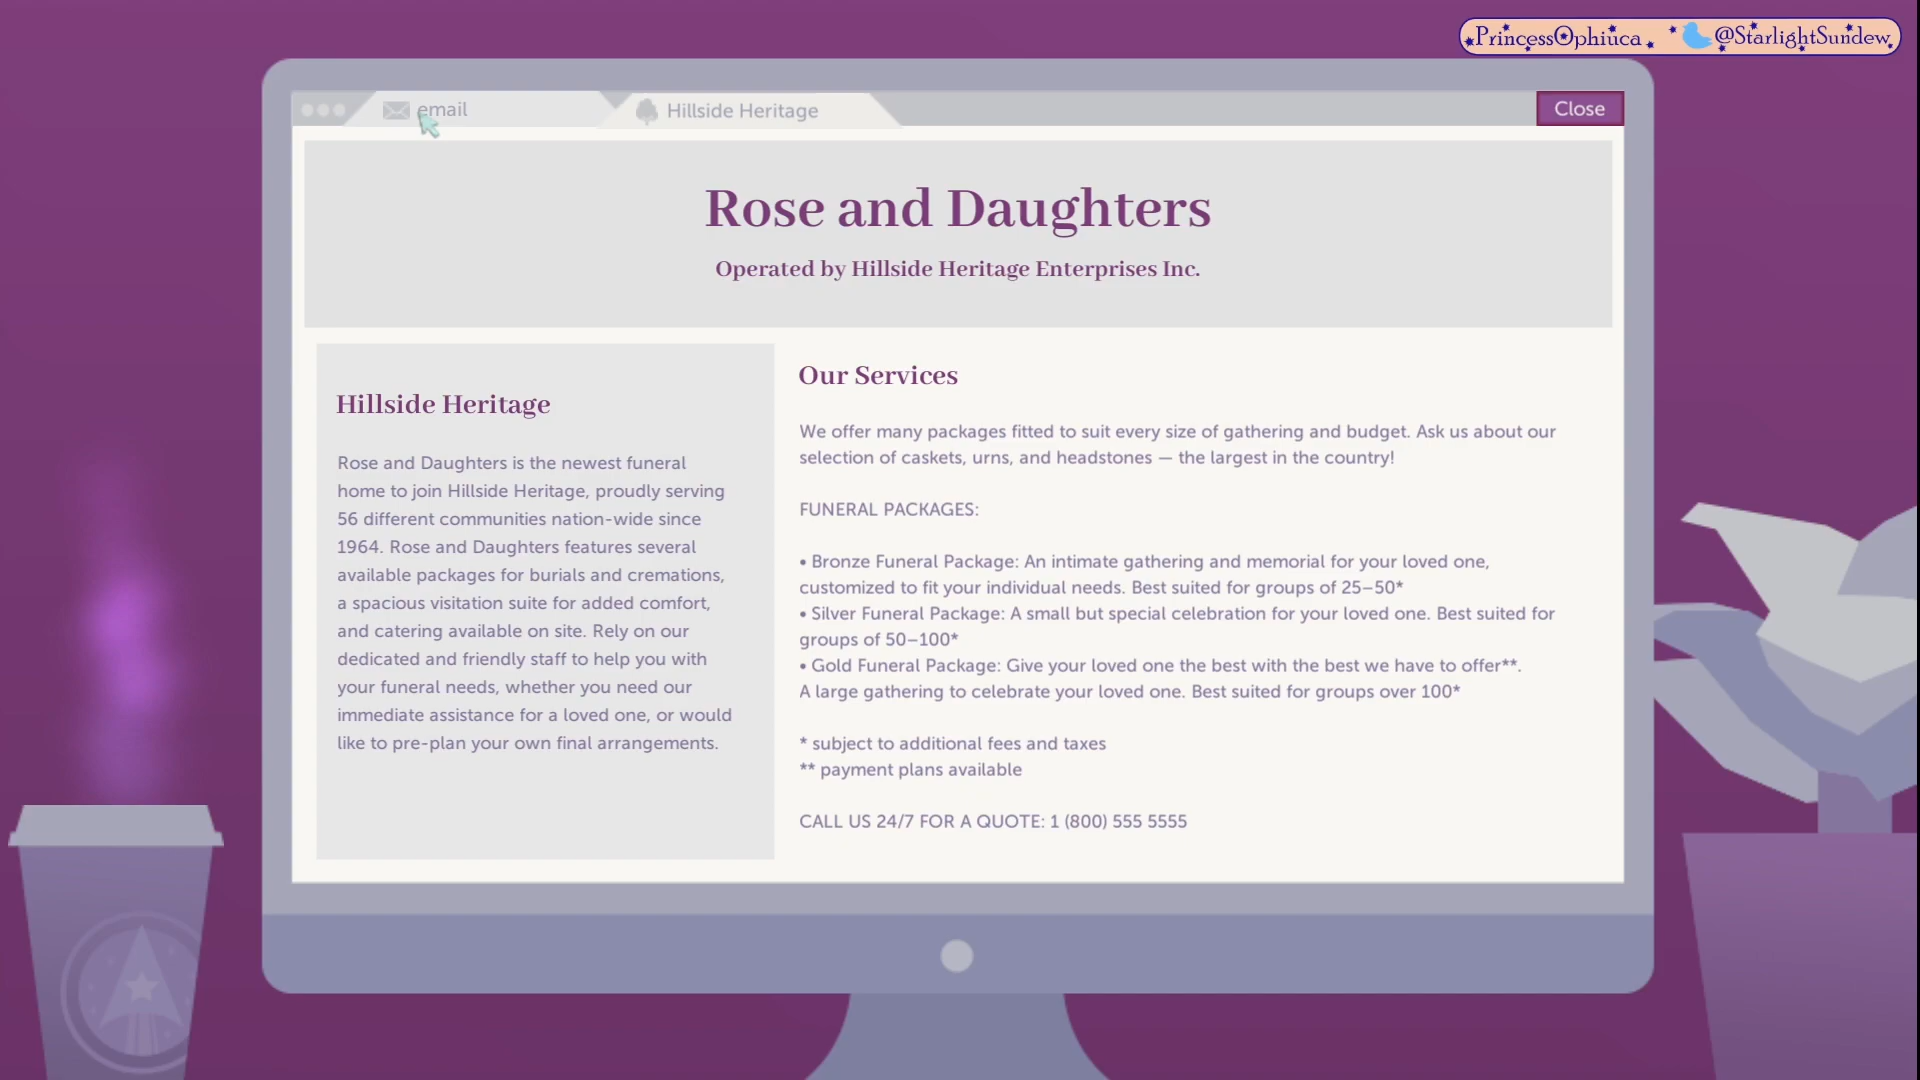 PrincessOphiuca @StarlightSundew
email
Hillside Heritage
Close
Rose and Daughters
Operated by Hillside Heritage Enterprises Inc.
Hillside Heritage
Rose and Daughters is the newest funeral
home to join Hillside Heritage, proudly serving
56 different communities nation-wide since
1964. Rose and Daughters features several
available packages for burials and cremations,
a spacious visitation suite for added comfort,
and catering available on site. Rely on our
dedicated and friendly staff to help you with
your funeral needs, whether you need our
immediate assistance for a loved one, or would
like to pre-plan your own final arrangements.
Our Services
We offer many packages fitted to suit every size of gathering and budget. Ask us about our
selection of caskets, urns, and headstones — the largest in the country!
FUNERAL PACKAGES:
• Bronze Funeral Package: An intimate gathering and memorial for your loved one,
customized to fit your individual needs. Best suited for groups of 25–50*
• Silver Funeral Package: A small but special celebration for your loved one. Best suited for
groups of 50–100*
• Gold Funeral Package: Give your loved one the best with the best we have to offer**.
A large gathering to celebrate your loved one. Best suited for groups over 100*
* subject to additional fees and taxes
** payment plans available
CALL US 24/7 FOR A QUOTE: 1 (800) 555 5555